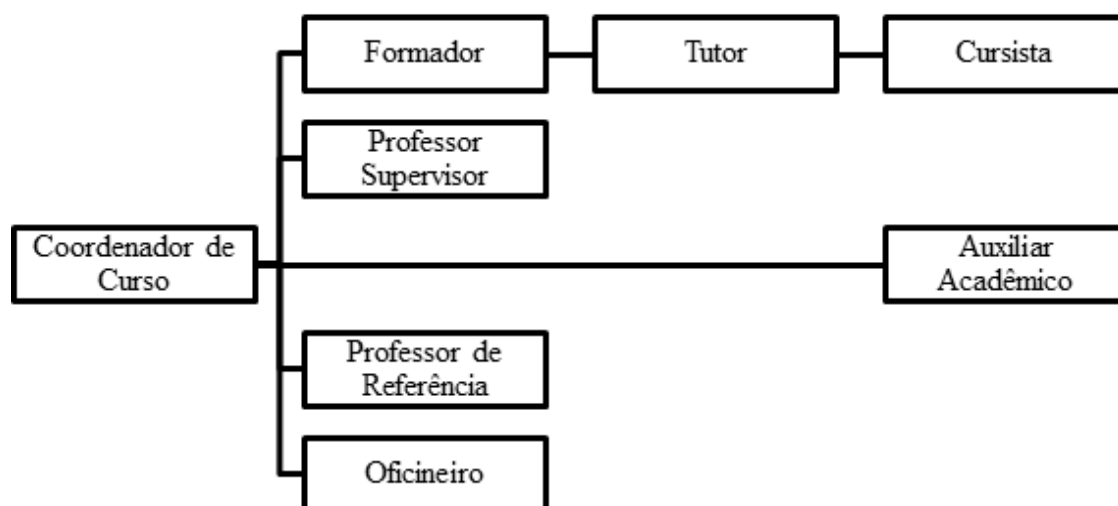 Formador
Tutor
Cursista
Professor
Supervisor
Coordenador de
Curso
Auxiliar
Acadêmico
Professor de
Referência
Oficineiro